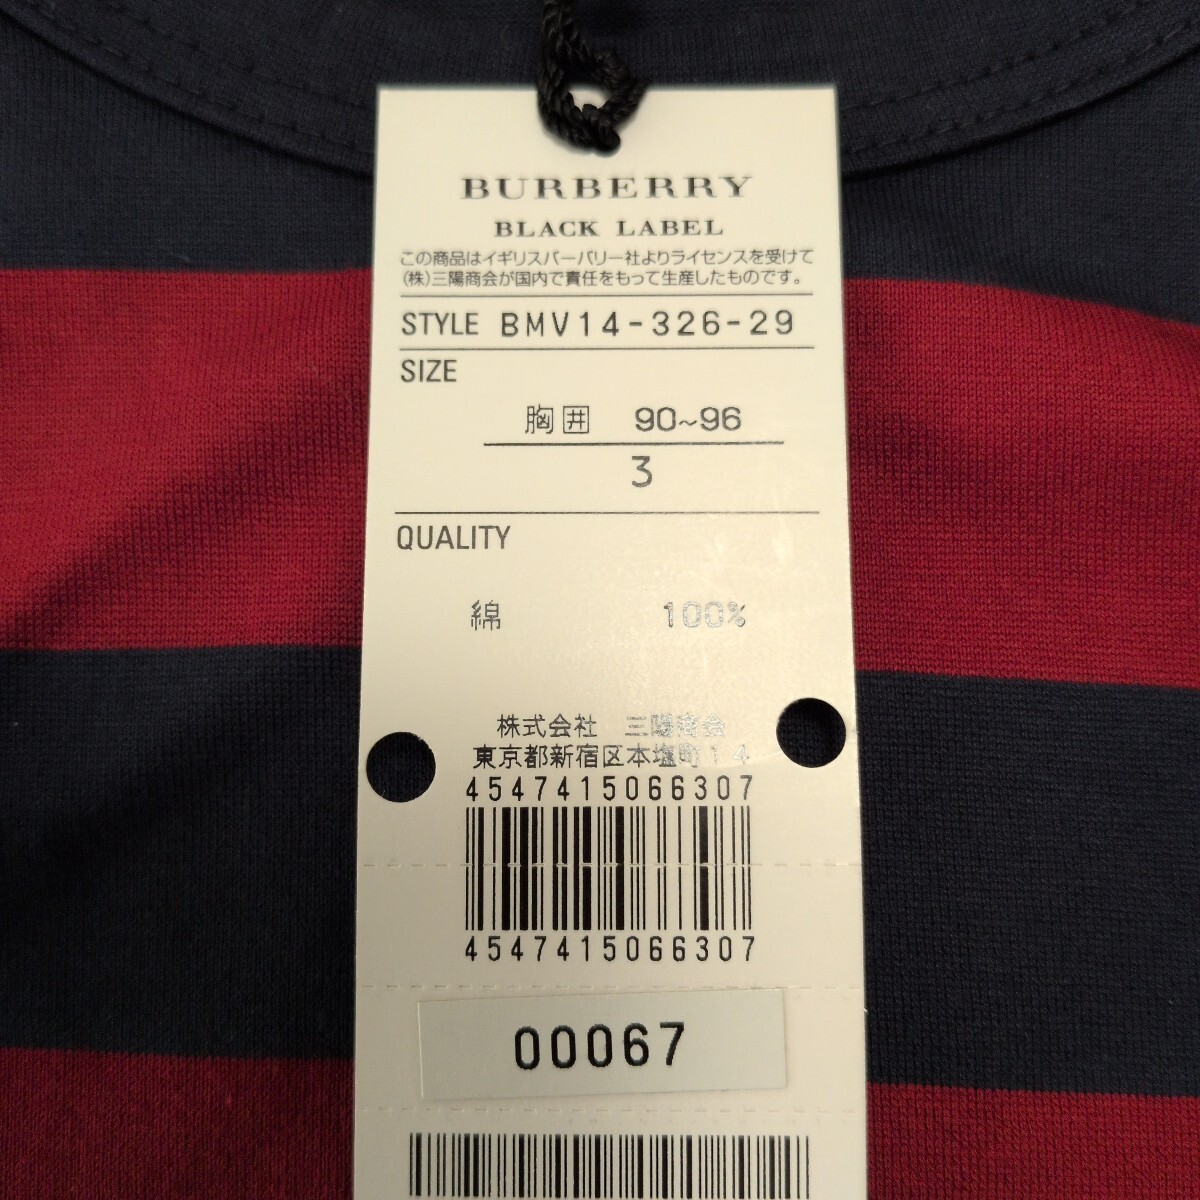 BURBERRY
BLACK LABEL
この商品はイギリスバーバリー社よりライセンスを受けて
(株)三陽商会が国内で責任をもって生産したものです。
STYLE BMV14-326-29
SIZE
胸囲 90~96
3
QUALITY
綿 100%
株式会社 三陽商会
東京都新宿区本塩町14
4547415066307
4547415066307
00067